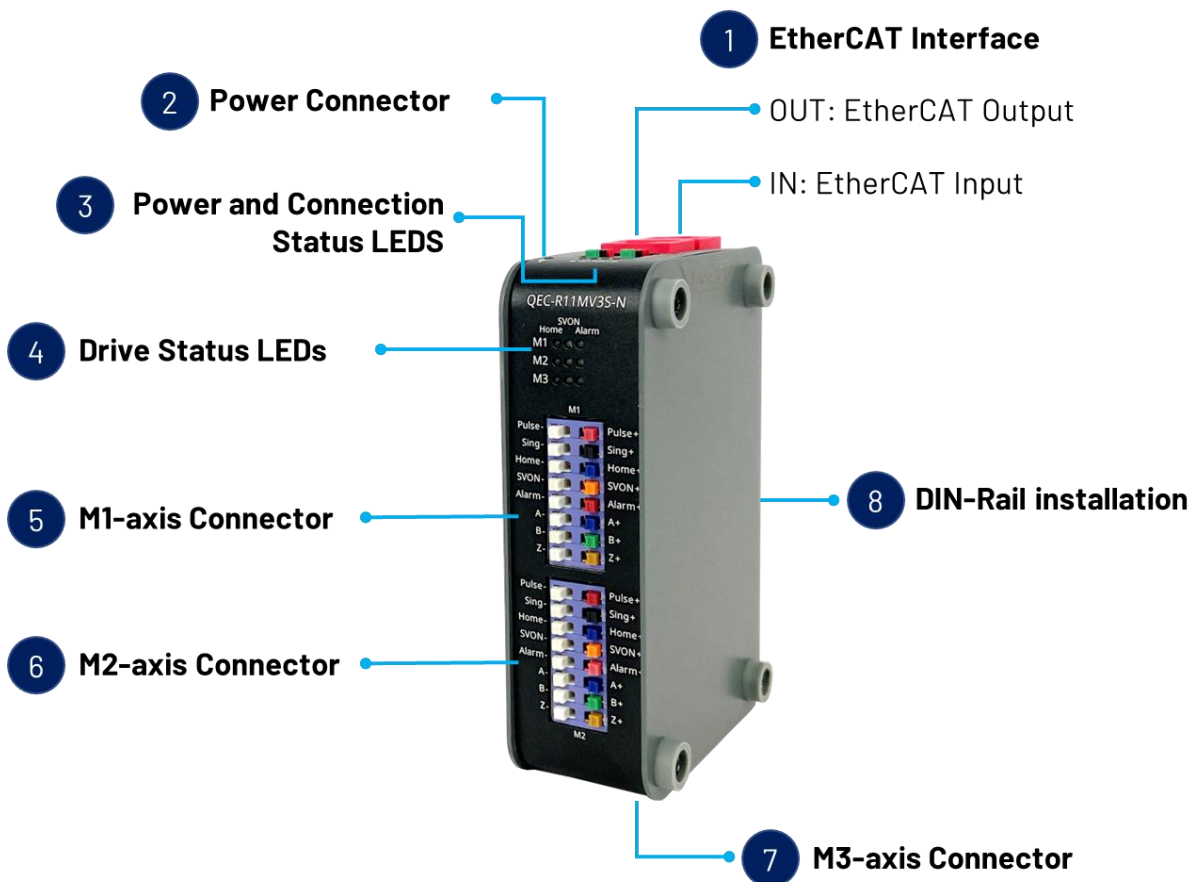 1 EtherCAT Interface
OUT: EtherCAT Output
IN: EtherCAT Input
2 Power Connector
3 Power and Connection
Status LEDS
4 Drive Status LEDs
5 M1-axis Connector
6 M2-axis Connector
7 M3-axis Connector
8 DIN-Rail installation
QEC-R11MV3S-N
SVON
Home Alarm
M1
M2
M3
M1
Pulse- Pulse+
Sing- Sing+
Home- Home+
SVON- SVON+
Alarm- Alarm+
A- A+
B- B+
Z- Z+
Pulse- Pulse+
Sing- Sing+
Home- Home+
SVON- SVON+
Alarm- Alarm+
A- A+
B- B+
Z- Z+
M2